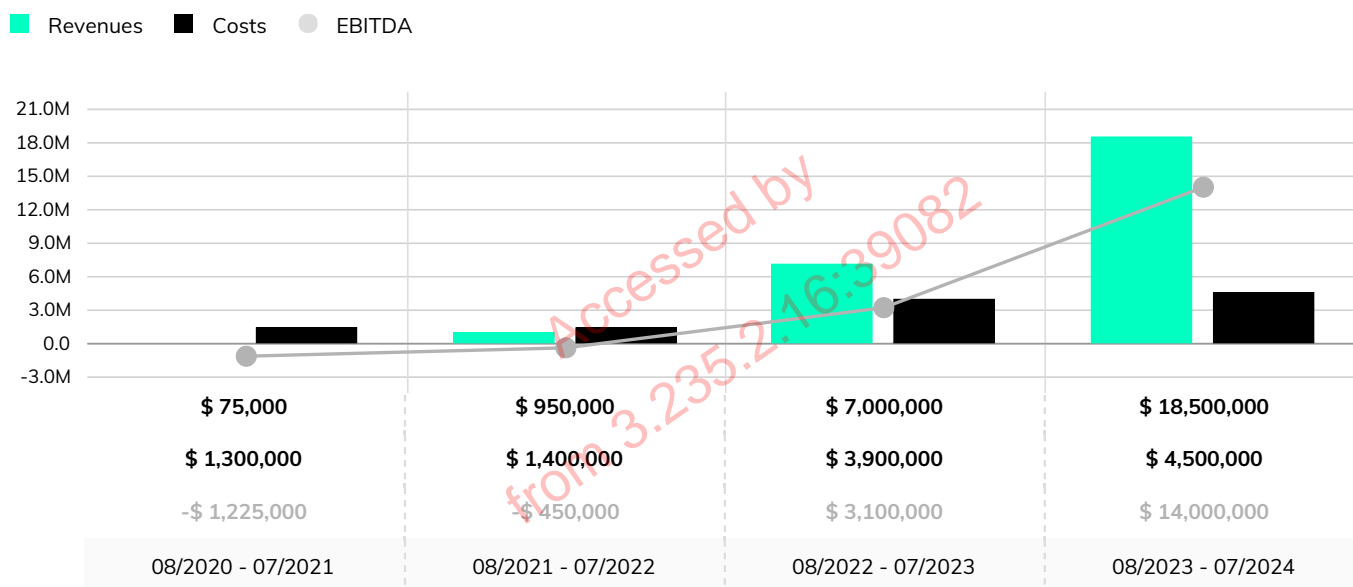 Revenues Costs EBITDA
21.0M
18.0M
15.0M
12.0M
9.0M
6.0M
3.0M
0.0
-3.0M
Accessed by
from 3.235.2.16:39082
$ 75,000 $ 950,000 $ 7,000,000 $ 18,500,000
$ 1,300,000 $ 1,400,000 $ 3,900,000 $ 4,500,000
-$ 1,225,000 -$ 450,000 $ 3,100,000 $ 14,000,000
08/2020 - 07/2021 08/2021 - 07/2022 08/2022 - 07/2023 08/2023 - 07/2024